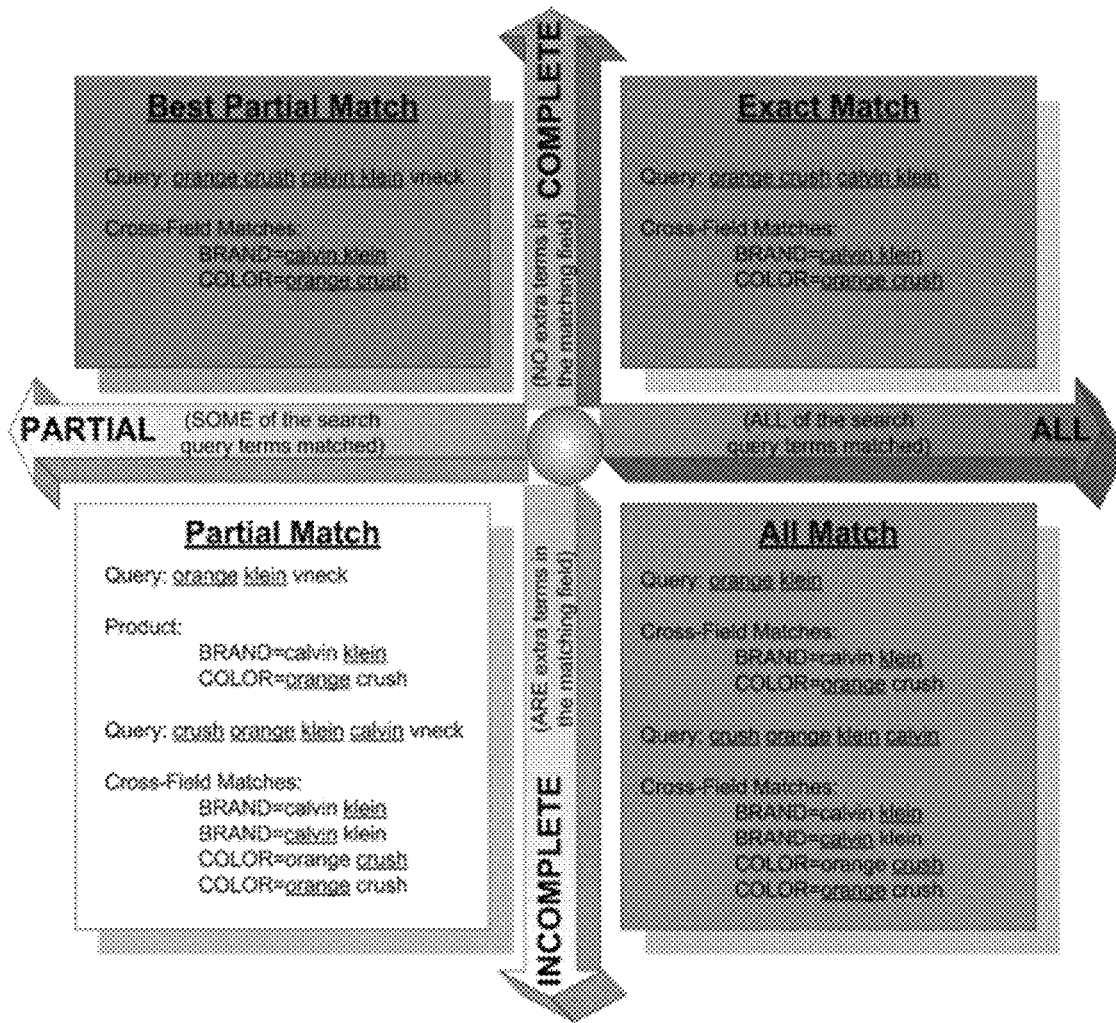 COMPLETE
(NO extra terms in
the matching field)
Best Partial Match
Query: orange crush calvin klein vneck
Cross-Field Matches:
BRAND=calvin klein
COLOR=orange crush
Exact Match
Query: orange crush calvin klein
Cross-Field Matches:
BRAND=calvin klein
COLOR=orange crush
PARTIAL
(SOME of the search
query terms matched)
(ALL of the search
query terms matched)
ALL
Partial Match
Query: orange klein vneck
Product:
BRAND=calvin klein
COLOR=orange crush
Query: crush orange klein calvin vneck
Cross-Field Matches:
BRAND=calvin klein
BRAND=calvin klein
COLOR=orange crush
COLOR=orange crush
(ARE extra terms in
the matching field)
INCOMPLETE
All Match
Query: orange klein
Cross-Field Matches:
BRAND=calvin klein
COLOR=orange crush
Query: crush orange klein calvin
Cross-Field Matches:
BRAND=calvin klein
BRAND=calvin klein
COLOR=orange crush
COLOR=orange crush